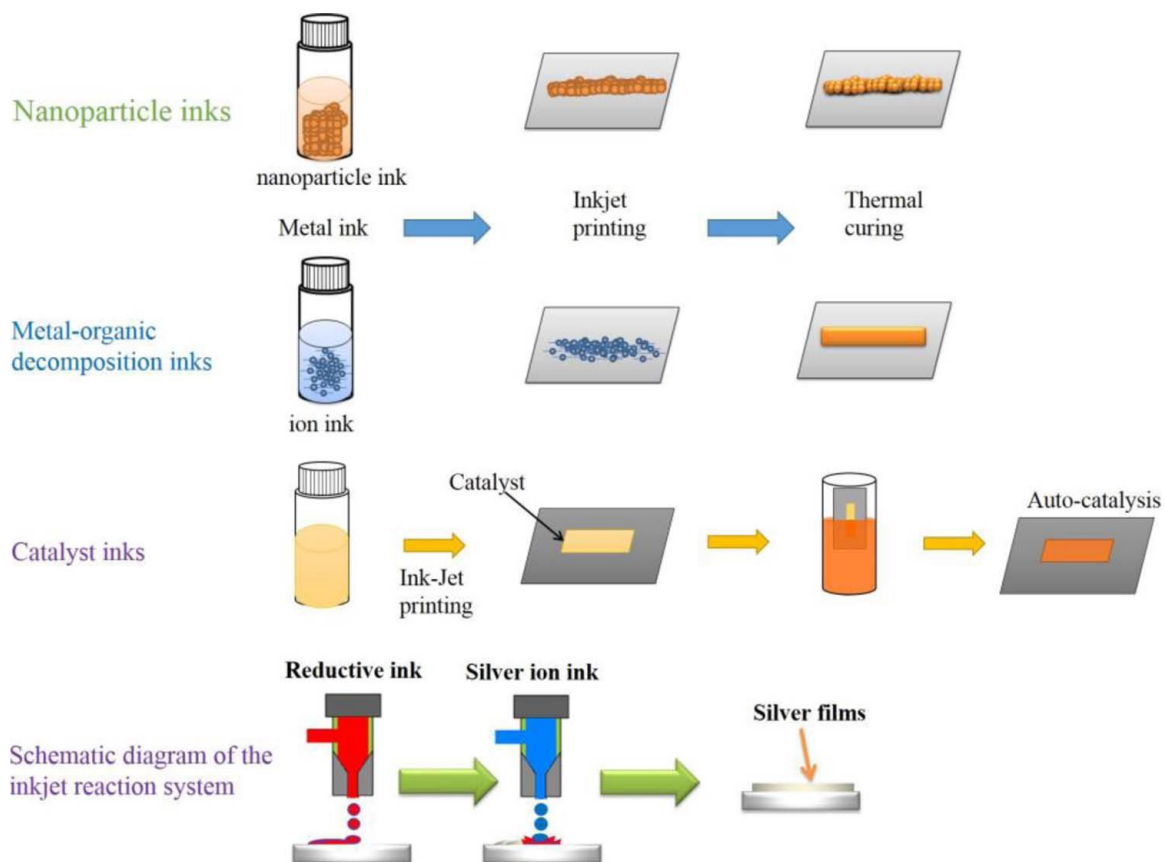 Nanoparticle inks
nanoparticle ink
Metal ink
Inkjet
printing
Thermal
curing
Metal-organic
decomposition inks
ion ink
Catalyst inks
Catalyst
Ink-Jet
printing
Auto-catalysis
Reductive ink
Silver ion ink
Silver films
Schematic diagram of the
inkjet reaction system